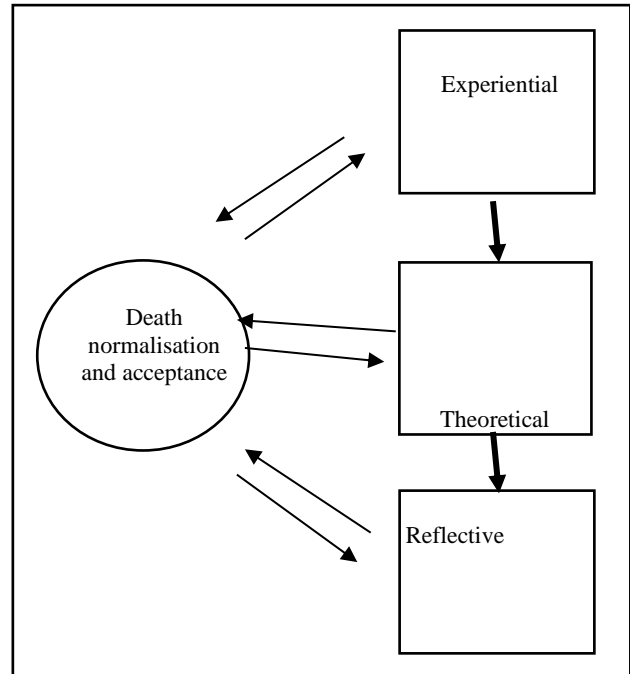 Experiential
Death
normalisation
and acceptance
Theoretical
Reflective